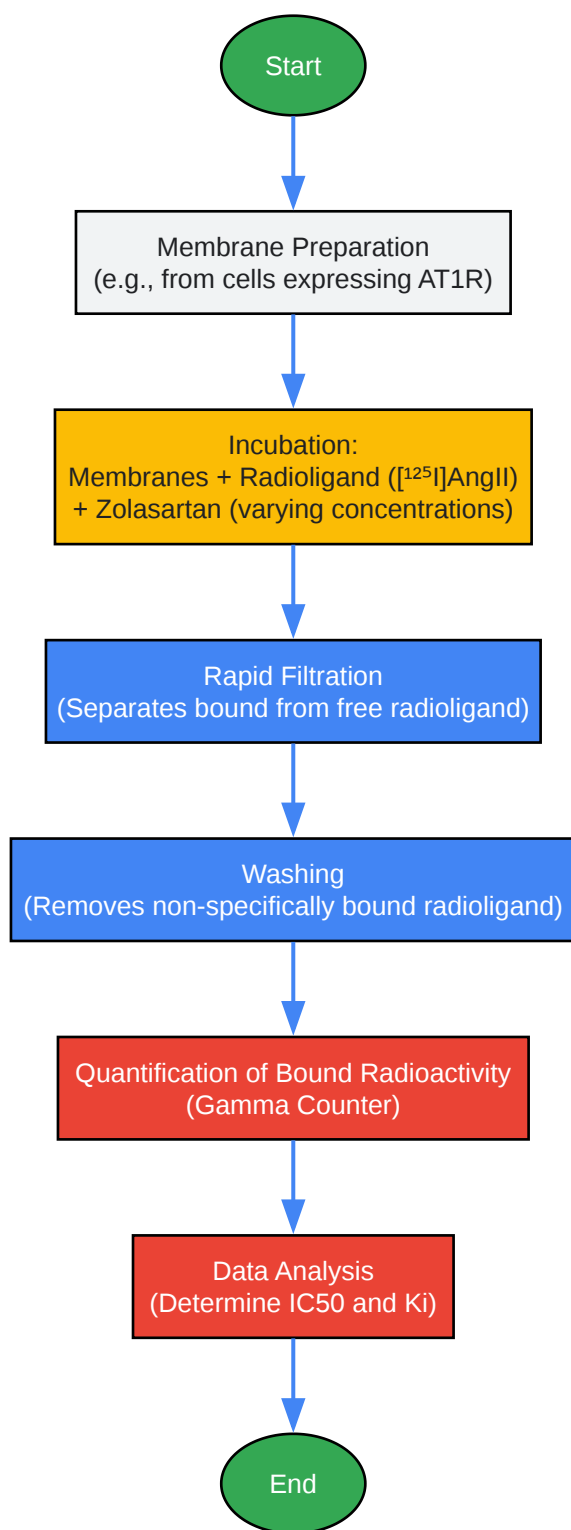 Start
Membrane Preparation
(e.g., from cells expressing AT1R)
Incubation:
Membranes + Radioligand ([¹²⁵I]AngII)
+ Zolasartan (varying concentrations)
Rapid Filtration
(Separates bound from free radioligand)
Washing
(Removes non-specifically bound radioligand)
Quantification of Bound Radioactivity
(Gamma Counter)
Data Analysis
(Determine IC50 and Ki)
End